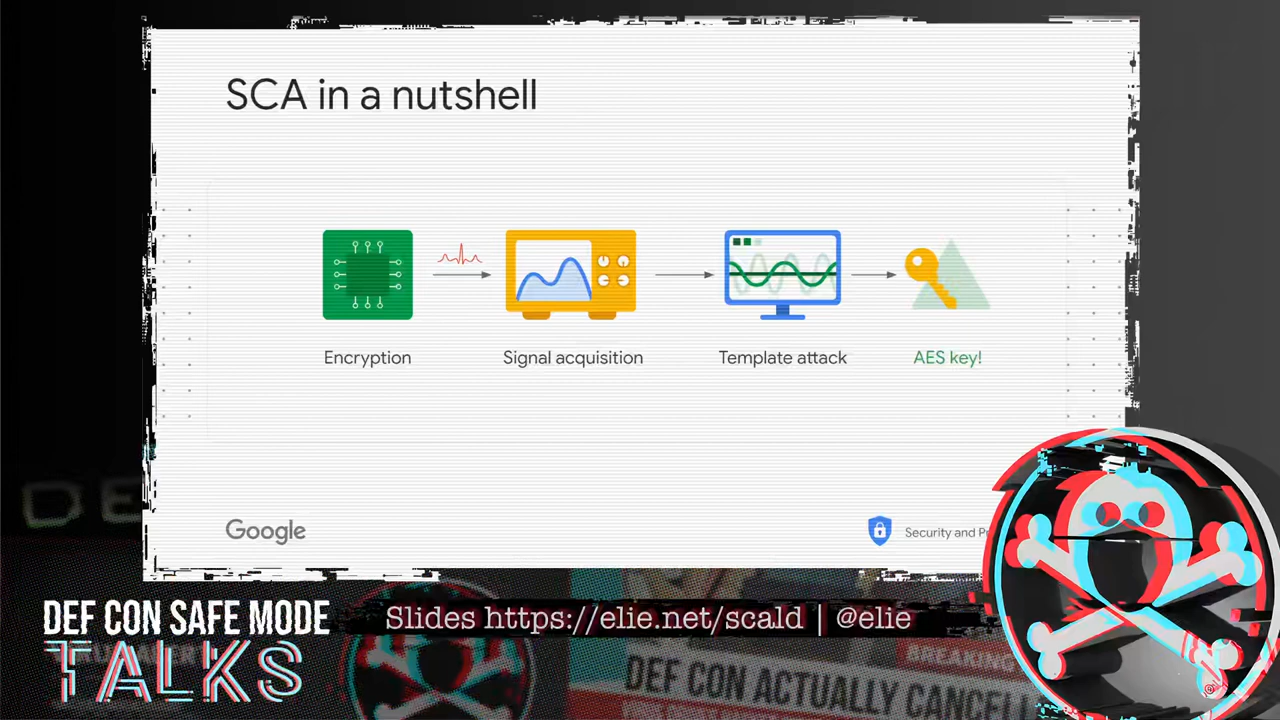 SCA in a nutshell
Encryption
Signal acquisition
Template attack
AES key!
Google
Security and
DEF CON SAFE MODE
TALKS
Slides https://elie.net/scald | @elie
BREAKING
DEF CON ACTUALLY